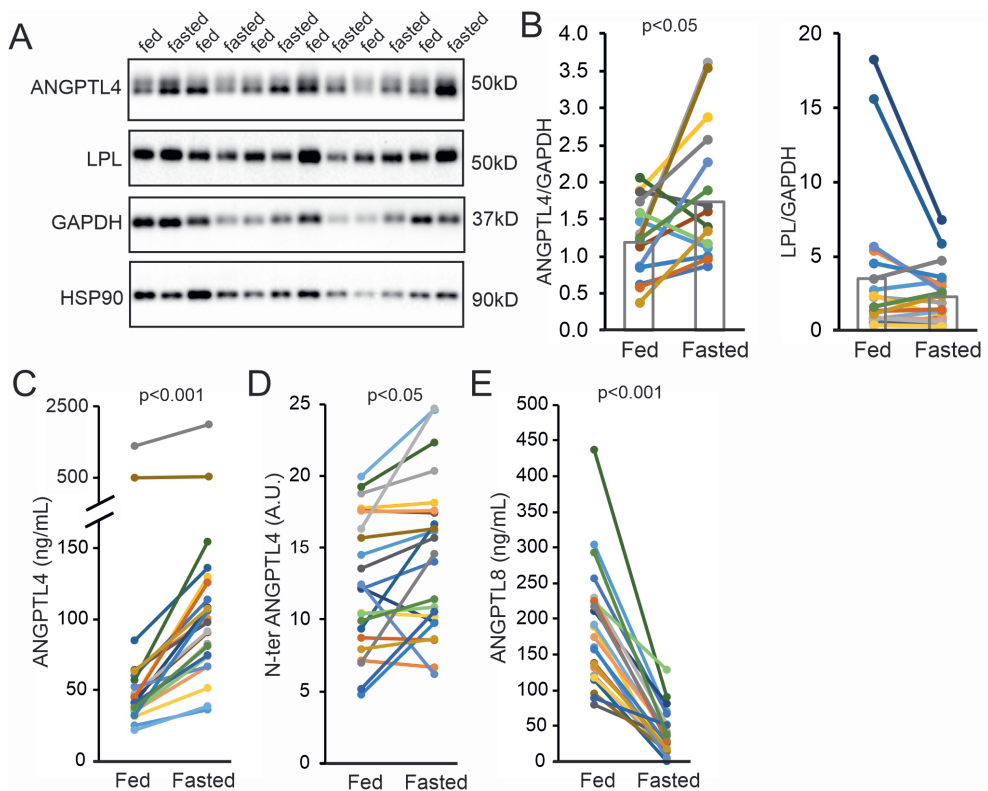 A
fed fasted fed fasted fasted fed fasted fed fasted fed fasted
ANGPTL4 50kD
LPL 50kD
GAPDH 37kD
HSP90 90kD
B
p<0.05
ANGPTL4/GAPDH
4.0
3.5
3.0
2.5
2.0
1.5
1.0
0.5
0.0
Fed Fasted
LPL/GAPDH
20
15
10
5
0
Fed Fasted
C
p<0.001
ANGPTL4 (ng/mL)
2500
500
150
100
50
0
Fed Fasted
D
p<0.05
N-ter ANGPTL4 (A.U.)
25
20
15
10
5
0
Fed Fasted
E
p<0.001
ANGPTL8 (ng/mL)
500
450
400
350
300
250
200
150
100
50
0
Fed Fasted